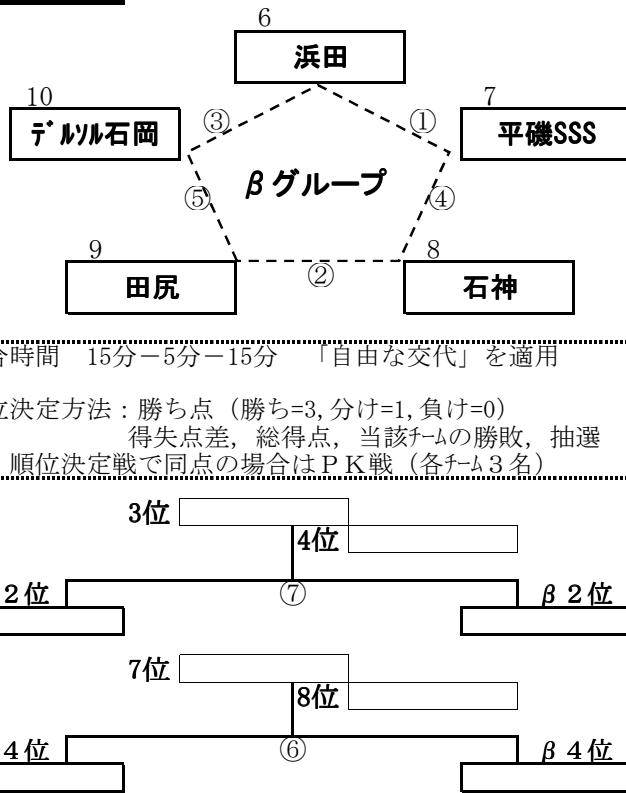 6
浜田
10
7
ﾃﾞﾙｿﾙ石岡
③
①
平磯SSS
βグループ
⑤
④
9
8
②
田尻
石神
合時間　15分－5分－15分　「自由な交代」を適用
位決定方法：勝ち点（勝ち=3,分け=1,負け=0）
得失点差，総得点，当該ﾁｰﾑの勝敗，抽選
順位決定戦で同点の場合はＰＫ戦（各ﾁｰﾑ３名）
3位
4位
２位
⑦
β２位
7位
8位
４位
⑥
β４位